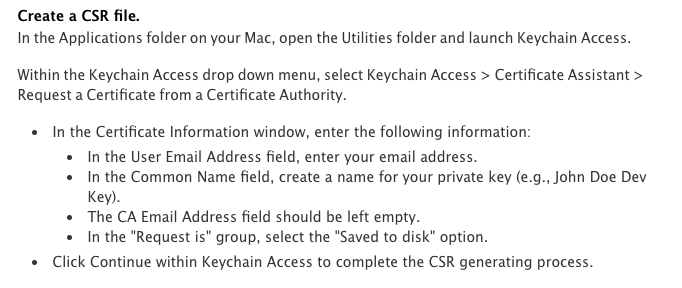 Create a CSR file.
In the Applications folder on your Mac, open the Utilities folder and launch Keychain Access.
Within the Keychain Access drop down menu, select Keychain Access > Certificate Assistant >
Request a Certificate from a Certificate Authority.
• In the Certificate Information window, enter the following information:
• In the User Email Address field, enter your email address.
• In the Common Name field, create a name for your private key (e.g., John Doe Dev
Key).
• The CA Email Address field should be left empty.
• In the "Request is" group, select the "Saved to disk" option.
• Click Continue within Keychain Access to complete the CSR generating process.